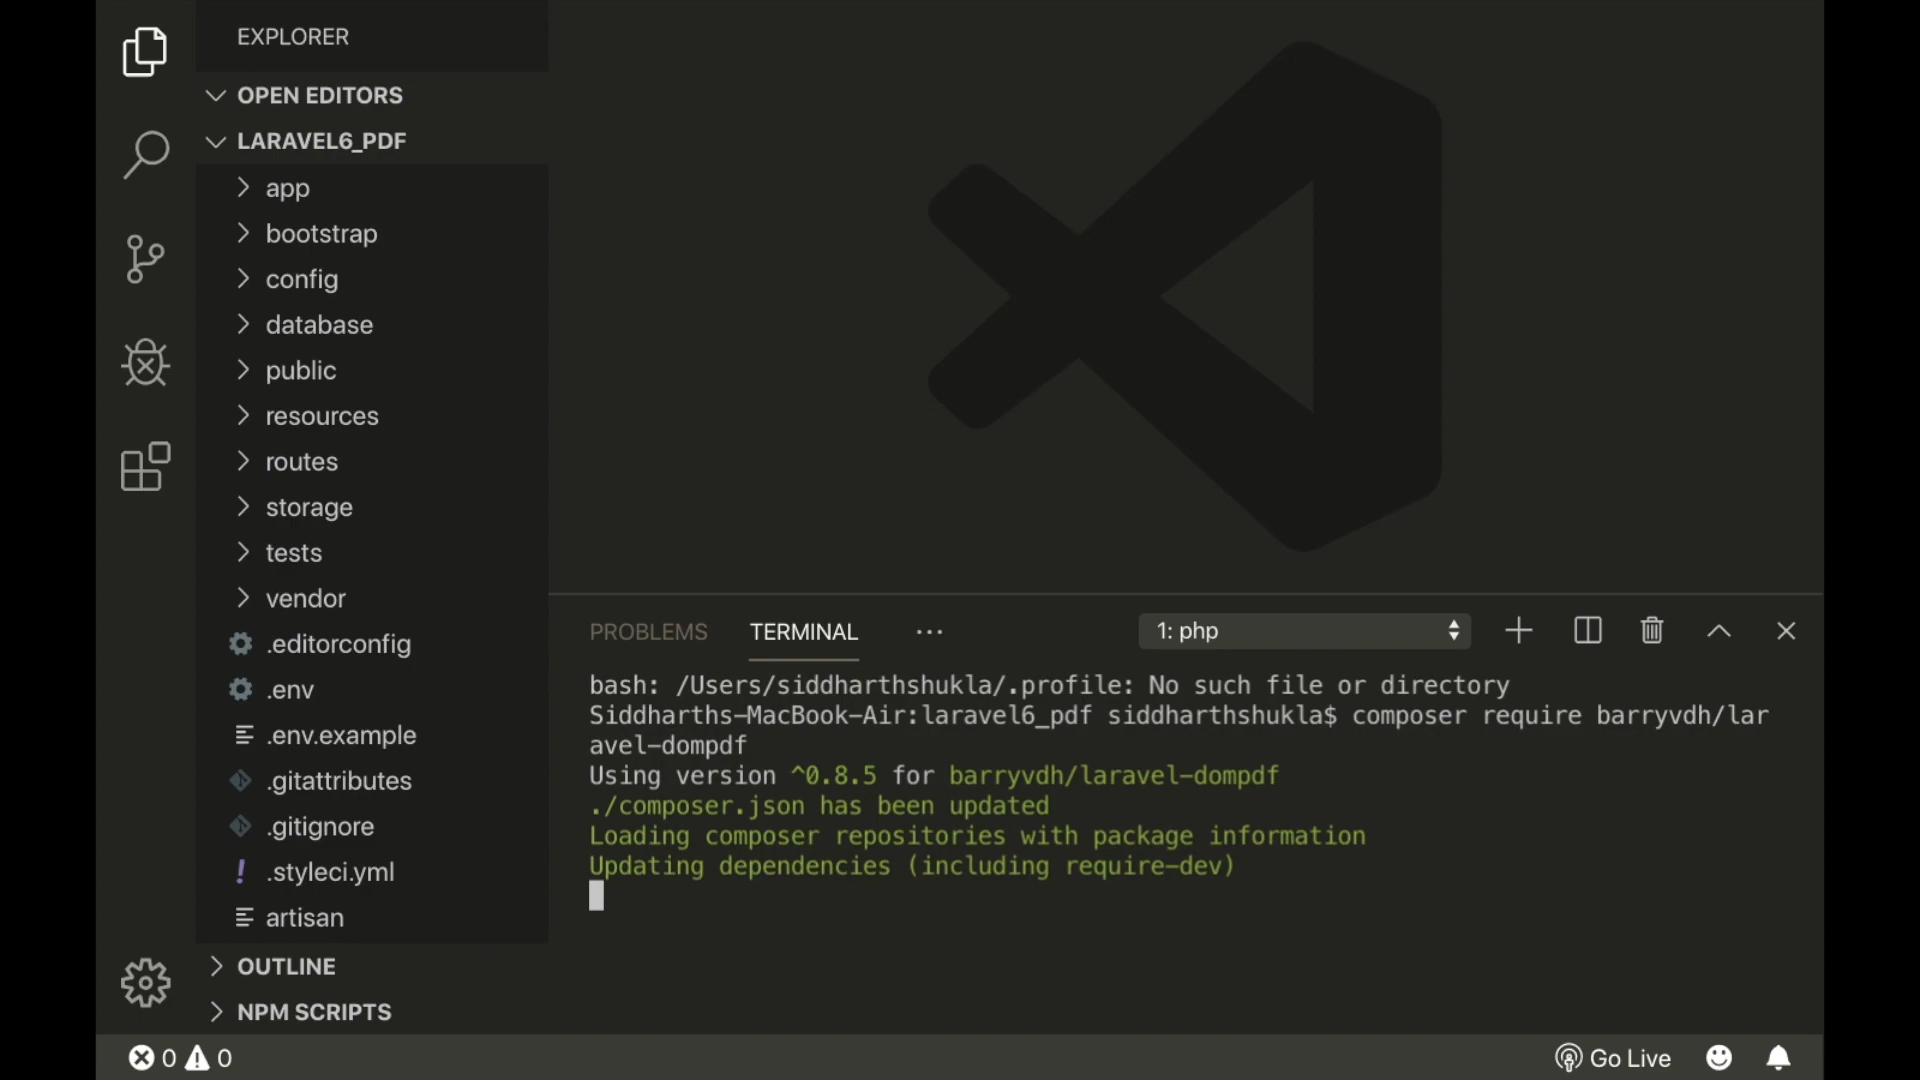 EXPLORER
OPEN EDITORS
LARAVEL6_PDF
app
bootstrap
config
database
public
resources
routes
storage
tests
vendor
.editorconfig
.env
.env.example
.gitattributes
.gitignore
! .styleci.yml
artisan
OUTLINE
NPM SCRIPTS
PROBLEMS TERMINAL ··· 1: php
bash: /Users/siddharthshukla/.profile: No such file or directory
Siddharths-MacBook-Air:laravel6_pdf siddharthshukla$ composer require barryvdh/lar
avel-dompdf
Using version ^0.8.5 for barryvdh/laravel-dompdf
./composer.json has been updated
Loading composer repositories with package information
Updating dependencies (including require-dev)
0 0 Go Live